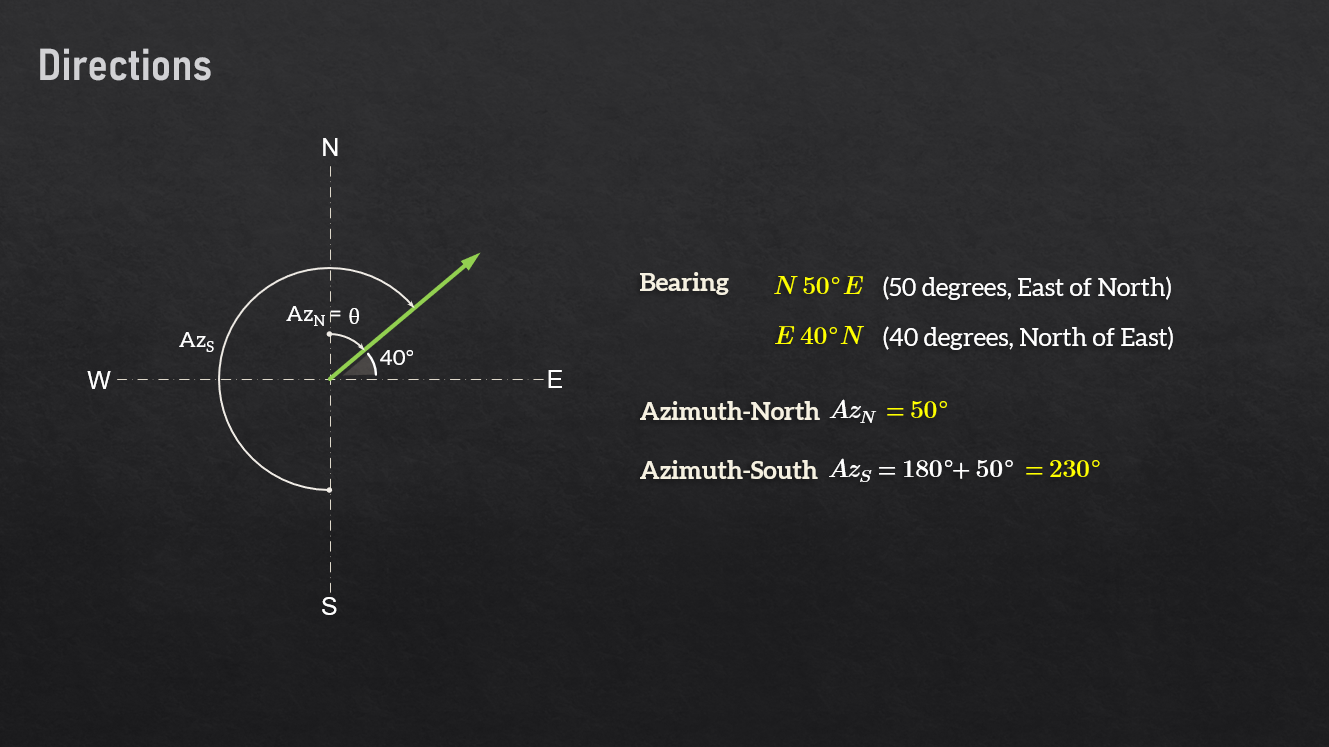 Directions
N
Az_N = θ
Az_S
40°
W
E
S
Bearing N 50° E (50 degrees, East of North)
E 40° N (40 degrees, North of East)
Azimuth-North Az_N = 50°
Azimuth-South Az_S = 180°+ 50° = 230°